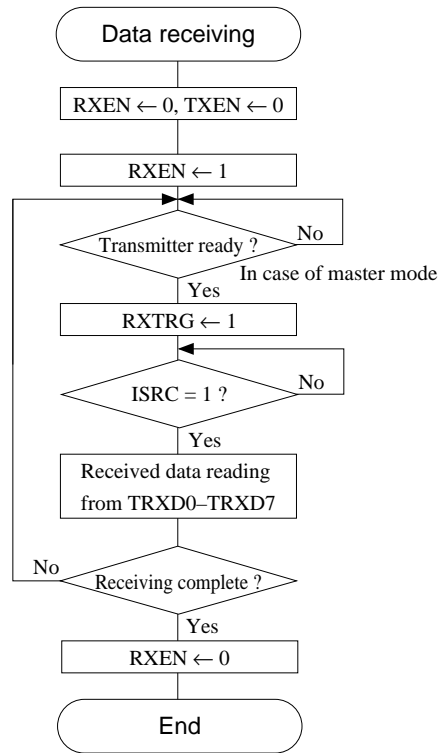 Data receiving
RXEN ← 0, TXEN ← 0
RXEN ← 1
Transmitter ready ?
No
In case of master mode
Yes
RXTRG ← 1
ISRC = 1 ?
No
Yes
Received data reading
from TRXD0–TRXD7
No
Receiving complete ?
Yes
RXEN ← 0
End